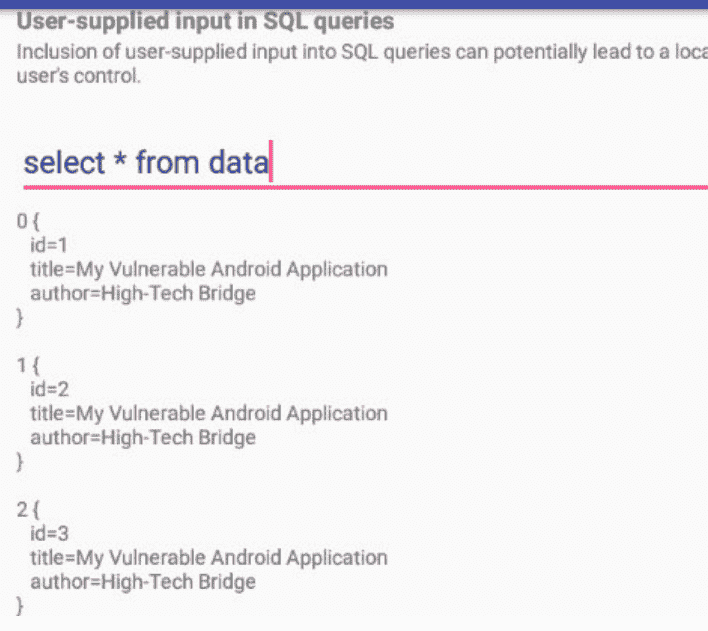 User-supplied input in SQL queries
Inclusion of user-supplied input into SQL queries can potentially lead to a
user's control.
select * from data
0 {
id=1
title=My Vulnerable Android Application
author=High-Tech Bridge
}
1 {
id=2
title=My Vulnerable Android Application
author=High-Tech Bridge
}
2 {
id=3
title=My Vulnerable Android Application
author=High-Tech Bridge
}